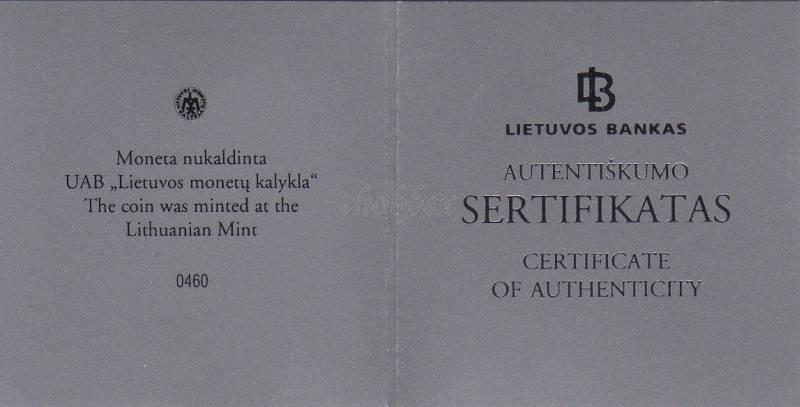 Moneta nukaldinta
UAB „Lietuvos monetų kalykla“
The coin was minted at the
Lithuanian Mint
0460
LIETUVOS BANKAS
AUTENTIŠKUMO
SERTIFIKATAS
CERTIFICATE
OF AUTHENTICITY